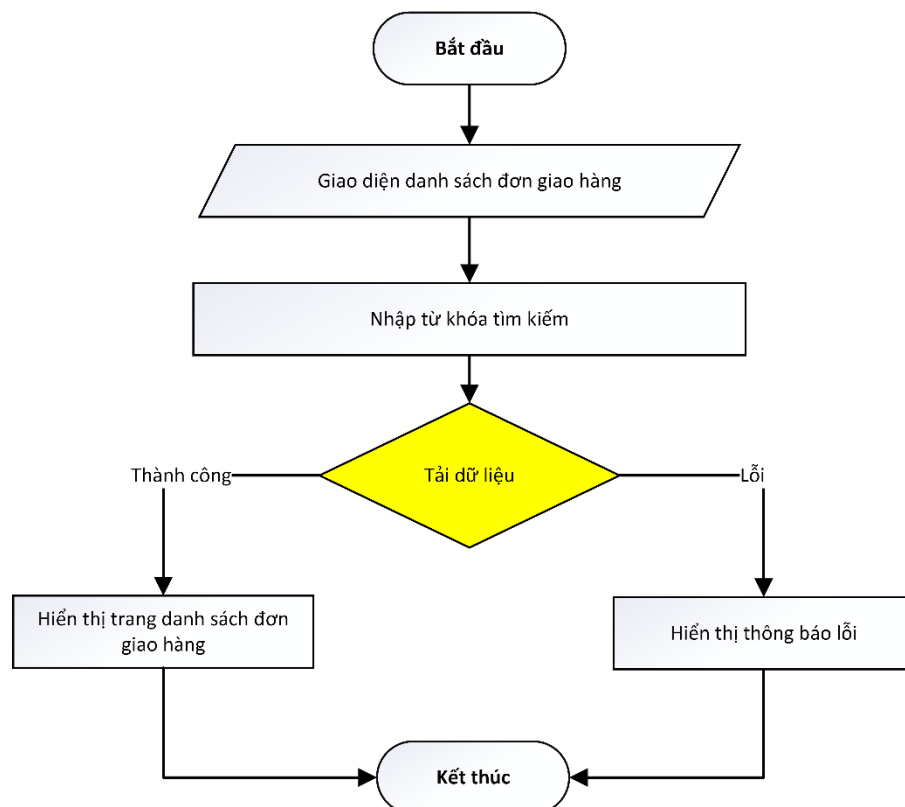 Bắt đầu
Giao diện danh sách đơn giao hàng
Nhập từ khóa tìm kiếm
Tải dữ liệu
Thành công
Lỗi
Hiển thị trang danh sách đơn
giao hàng
Hiển thị thông báo lỗi
Kết thúc